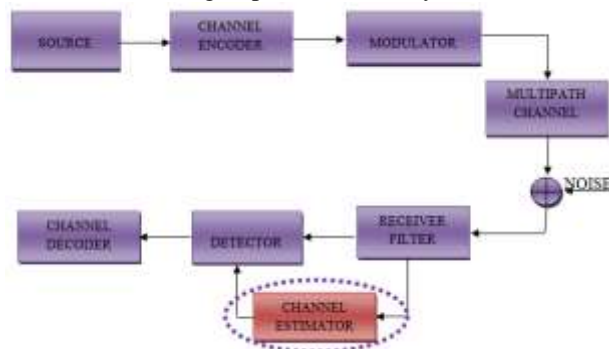 SOURCE
CHANNEL
ENCODER
MODULATOR
MULTIPATH
CHANNEL
NOISE
RECEIVER
FILTER
DETECTOR
CHANNEL
DECODER
CHANNEL
ESTIMATOR